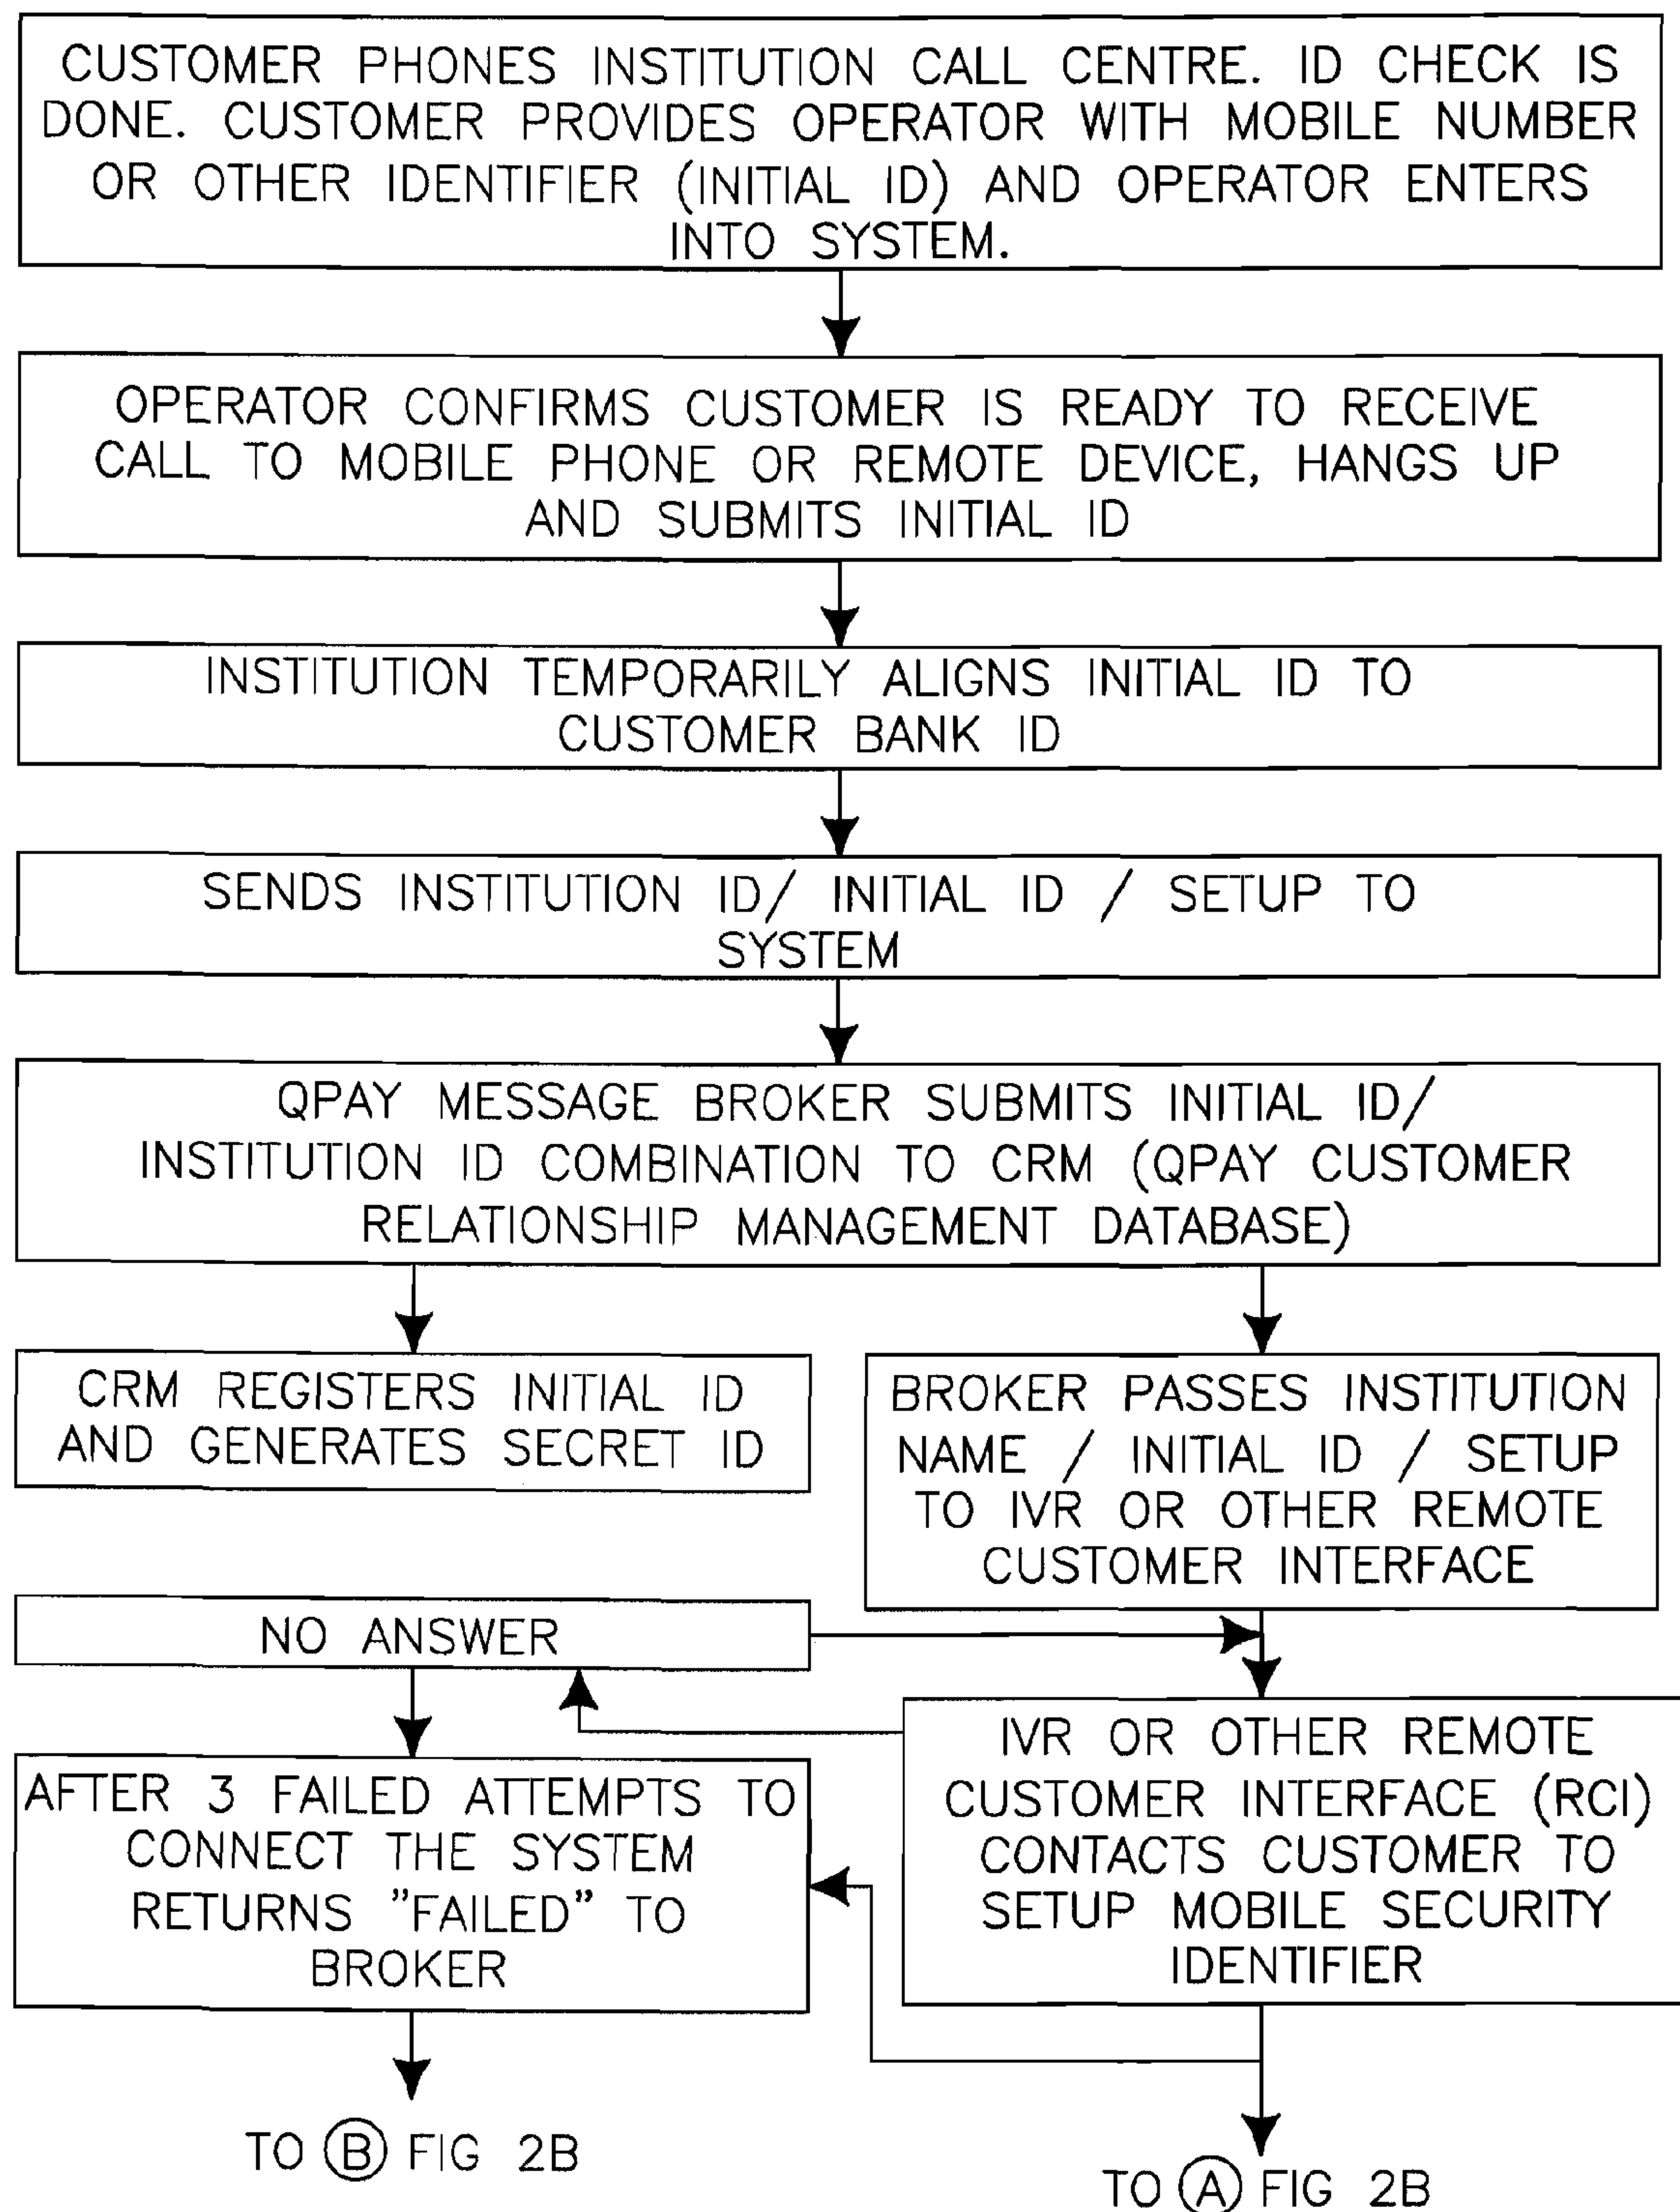 CUSTOMER PHONES INSTITUTION CALL CENTRE. ID CHECK IS
DONE. CUSTOMER PROVIDES OPERATOR WITH MOBILE NUMBER
OR OTHER IDENTIFIER (INITIAL ID) AND OPERATOR ENTERS
INTO SYSTEM.
OPERATOR CONFIRMS CUSTOMER IS READY TO RECEIVE
CALL TO MOBILE PHONE OR REMOTE DEVICE, HANGS UP
AND SUBMITS INITIAL ID
INSTITUTION TEMPORARILY ALIGNS INITIAL ID TO
CUSTOMER BANK ID
SENDS INSTITUTION ID/ INITIAL ID / SETUP TO
SYSTEM
QPAY MESSAGE BROKER SUBMITS INITIAL ID/
INSTITUTION ID COMBINATION TO CRM (QPAY CUSTOMER
RELATIONSHIP MANAGEMENT DATABASE)
CRM REGISTERS INITIAL ID
AND GENERATES SECRET ID
BROKER PASSES INSTITUTION
NAME / INITIAL ID / SETUP
TO IVR OR OTHER REMOTE
CUSTOMER INTERFACE
NO ANSWER
AFTER 3 FAILED ATTEMPTS TO
CONNECT THE SYSTEM
RETURNS "FAILED" TO
BROKER
IVR OR OTHER REMOTE
CUSTOMER INTERFACE (RCI)
CONTACTS CUSTOMER TO
SETUP MOBILE SECURITY
IDENTIFIER
TO B FIG 2B
TO A FIG 2B